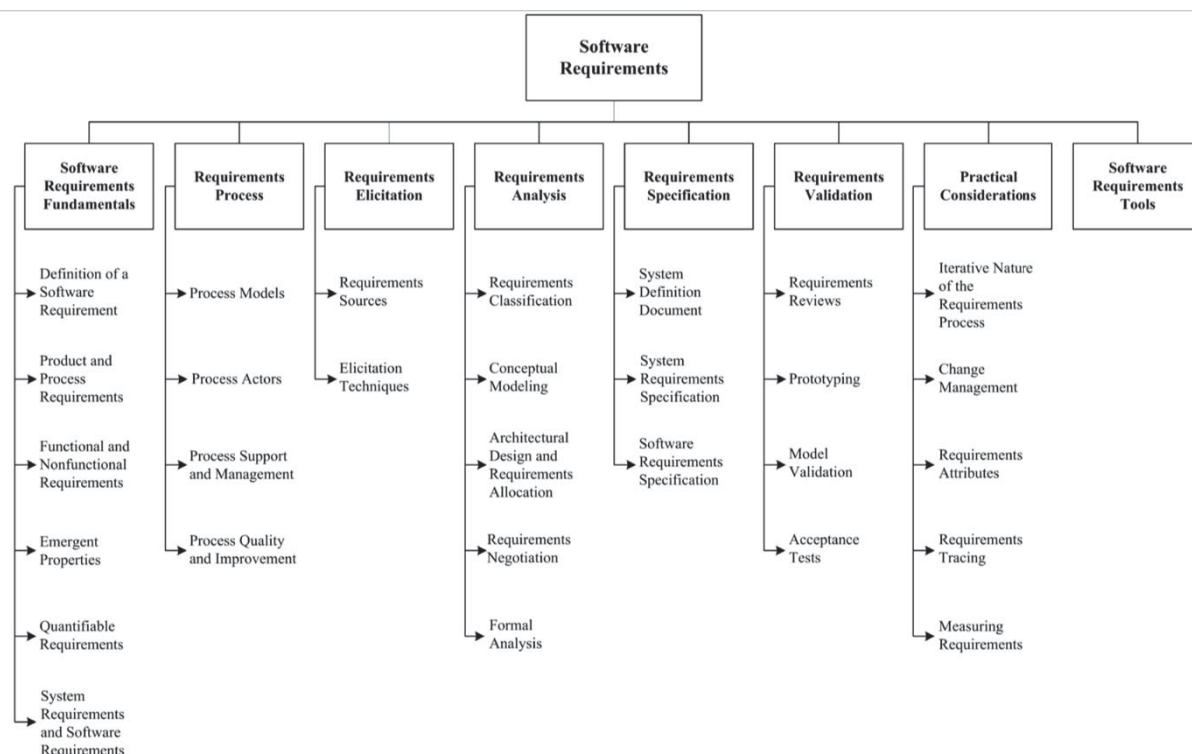 Software
Requirements
Software
Requirements
Fundamentals
Requirements
Process
Requirements
Elicitation
Requirements
Analysis
Requirements
Specification
Requirements
Validation
Practical
Considerations
Software
Requirements
Tools
Definition of a
Software
Requirement
Product and
Process
Requirements
Functional and
Nonfunctional
Requirements
Emergent
Properties
Quantifiable
Requirements
System
Requirements
and Software
Requirements
Process Models
Process Actors
Process Support
and Management
Process Quality
and Improvement
Requirements
Sources
Elicitation
Techniques
Requirements
Classification
Conceptual
Modeling
Architectural
Design and
Requirements
Allocation
Requirements
Negotiation
Formal
Analysis
System
Definition
Document
System
Requirements
Specification
Software
Requirements
Specification
Requirements
Reviews
Prototyping
Model
Validation
Acceptance
Tests
Iterative Nature
of the
Requirements
Process
Change
Management
Requirements
Attributes
Requirements
Tracing
Measuring
Requirements